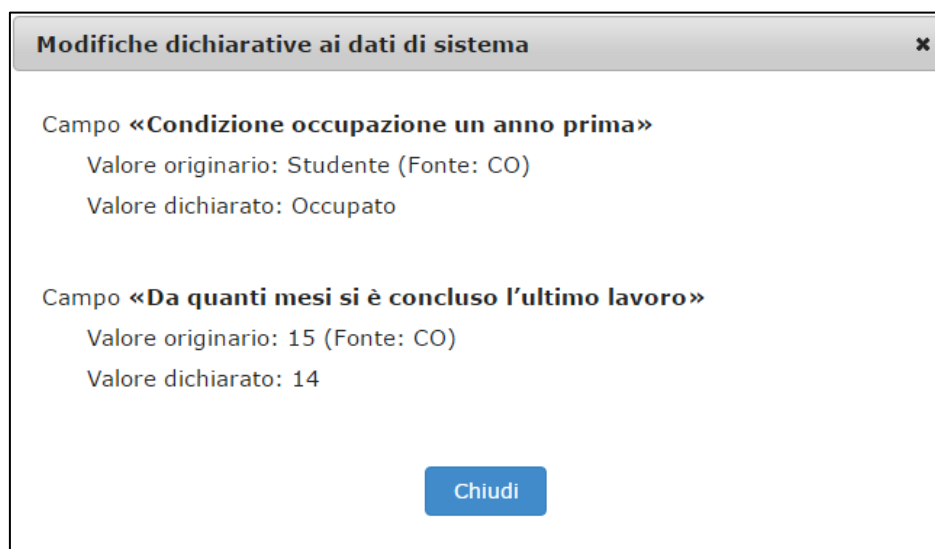 Modifiche dichiarative ai dati di sistema
Campo «Condizione occupazione un anno prima»
Valore originario: Studente (Fonte: CO)
Valore dichiarato: Occupato
Campo «Da quanti mesi si è concluso l’ultimo lavoro»
Valore originario: 15 (Fonte: CO)
Valore dichiarato: 14
Chiudi